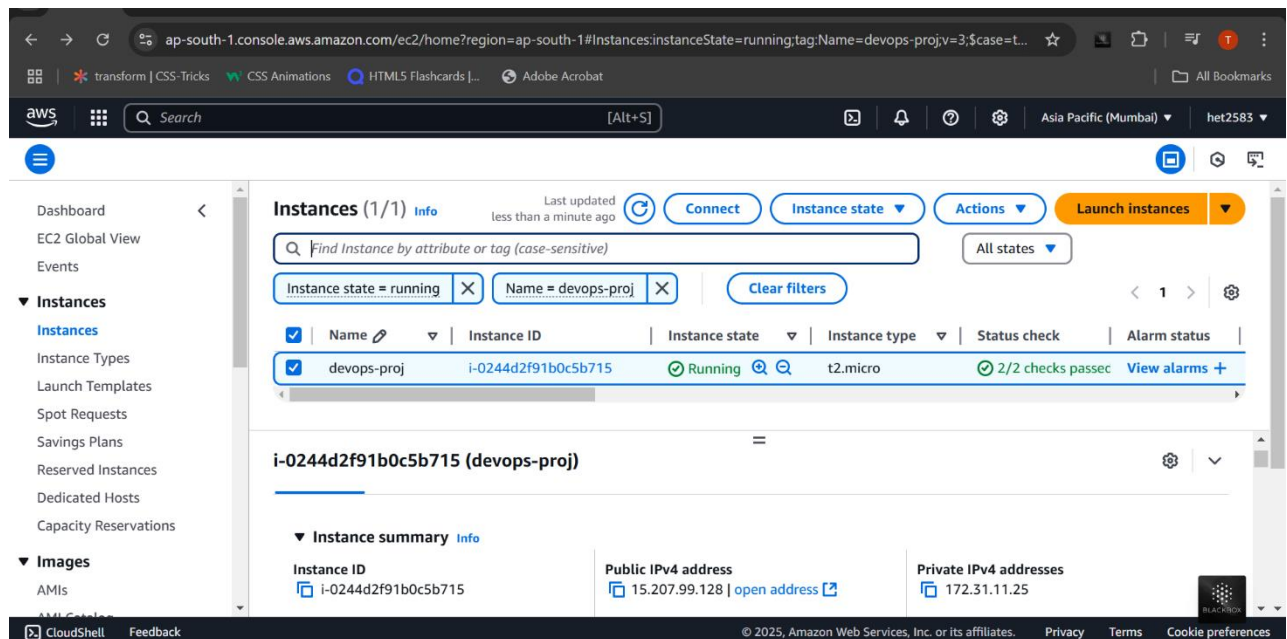 ap-south-1.console.aws.amazon.com/ec2/home?region=ap-south-1#Instances:instanceState=running;tag:Name=devops-proj;v=3;$case=t...
T
transform | CSS-Tricks CSS Animations HTML5 Flashcards |... Adobe Acrobat All Bookmarks
aws Search [Alt+S] Asia Pacific (Mumbai) het2583
Dashboard
EC2 Global View
Events
Instances
Instances
Instance Types
Launch Templates
Spot Requests
Savings Plans
Reserved Instances
Dedicated Hosts
Capacity Reservations
Images
AMIs
AMI Catalog
Instances (1/1) Info Last updated less than a minute ago Connect Instance state Actions Launch instances
Find Instance by attribute or tag (case-sensitive) All states
Instance state = running Name = devops-proj Clear filters 1
Name Instance ID Instance state Instance type Status check Alarm status
devops-proj i-0244d2f91b0c5b715 Running t2.micro 2/2 checks passec View alarms +
i-0244d2f91b0c5b715 (devops-proj)
Instance summary Info
Instance ID Public IPv4 address Private IPv4 addresses
i-0244d2f91b0c5b715 15.207.99.128 | open address 172.31.11.25
BLACKBOX
CloudShell Feedback © 2025, Amazon Web Services, Inc. or its affiliates. Privacy Terms Cookie preferences